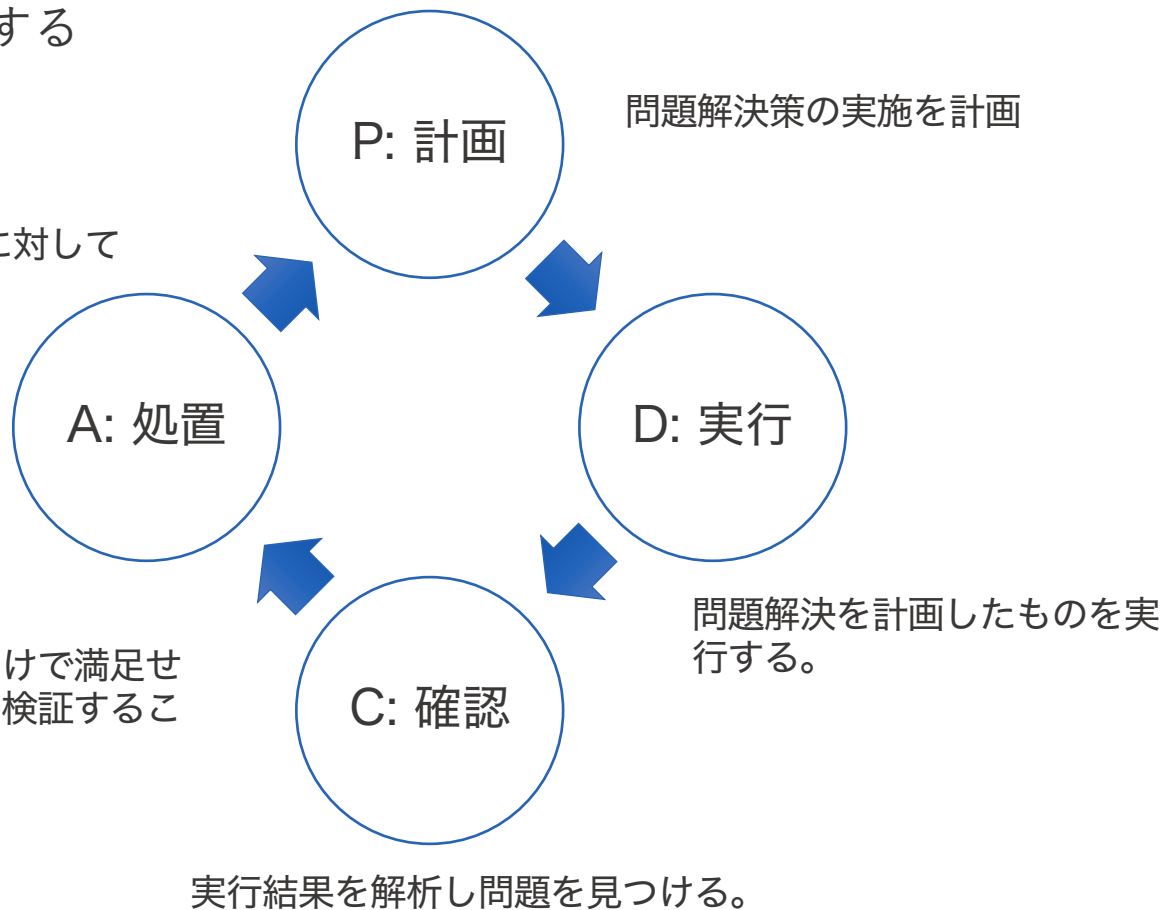 する
P: 計画
問題解決策の実施を計画
に対して
A: 処置
D: 実行
問題解決を計画したものを実
行する。
けで満足せ
検証するこ
C: 確認
実行結果を解析し問題を見つける。